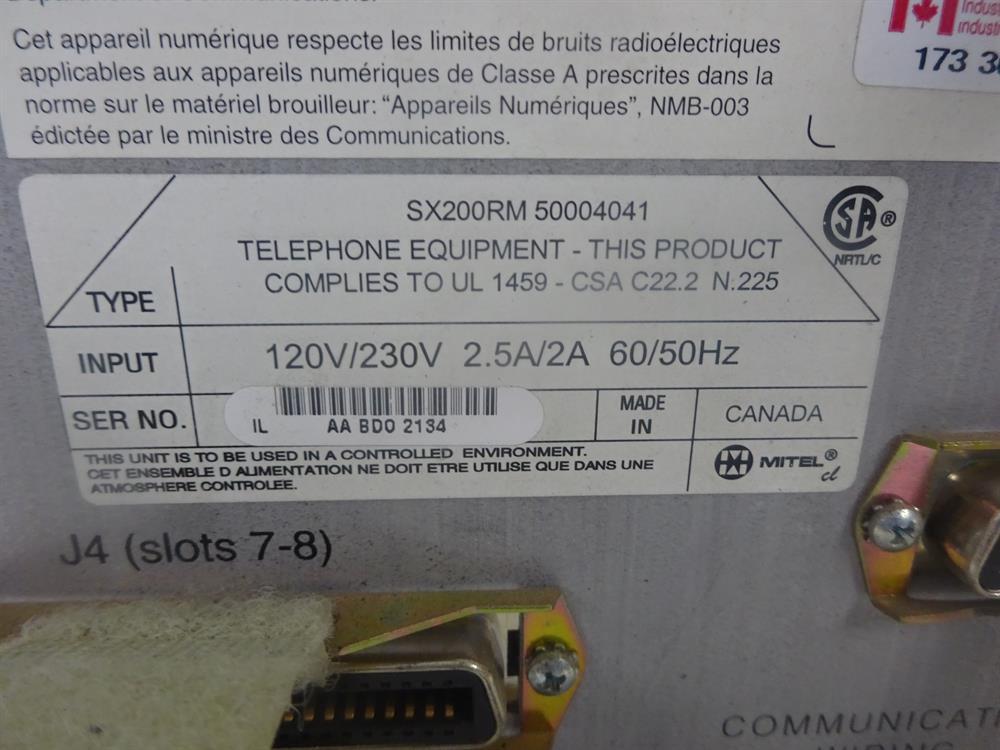 Cet appareil numérique respecte les limites de bruits radioélectriques
applicables aux appareils numériques de Classe A prescrites dans la
norme sur le matériel brouilleur: “Appareils Numériques”, NMB-003
édictée par le ministre des Communications.
173
SX200RM 50004041
TELEPHONE EQUIPMENT - THIS PRODUCT
COMPLIES TO UL 1459 - CSA C22.2 N:225
TYPE
SA ®
NRTL/C
INPUT 120V/230V 2.5A/2A 60/50Hz
SER NO. IL AA BDO 2134
MADE
IN
CANADA
THIS UNIT IS TO BE USED IN A CONTROLLED ENVIRONMENT.
CET ENSEMBLE D ALIMENTATION NE DOIT ETRE UTILISE QUE DANS UNE
ATMOSPHERE CONTROLEE.
MITEL®
cl
J4 (slots 7-8)